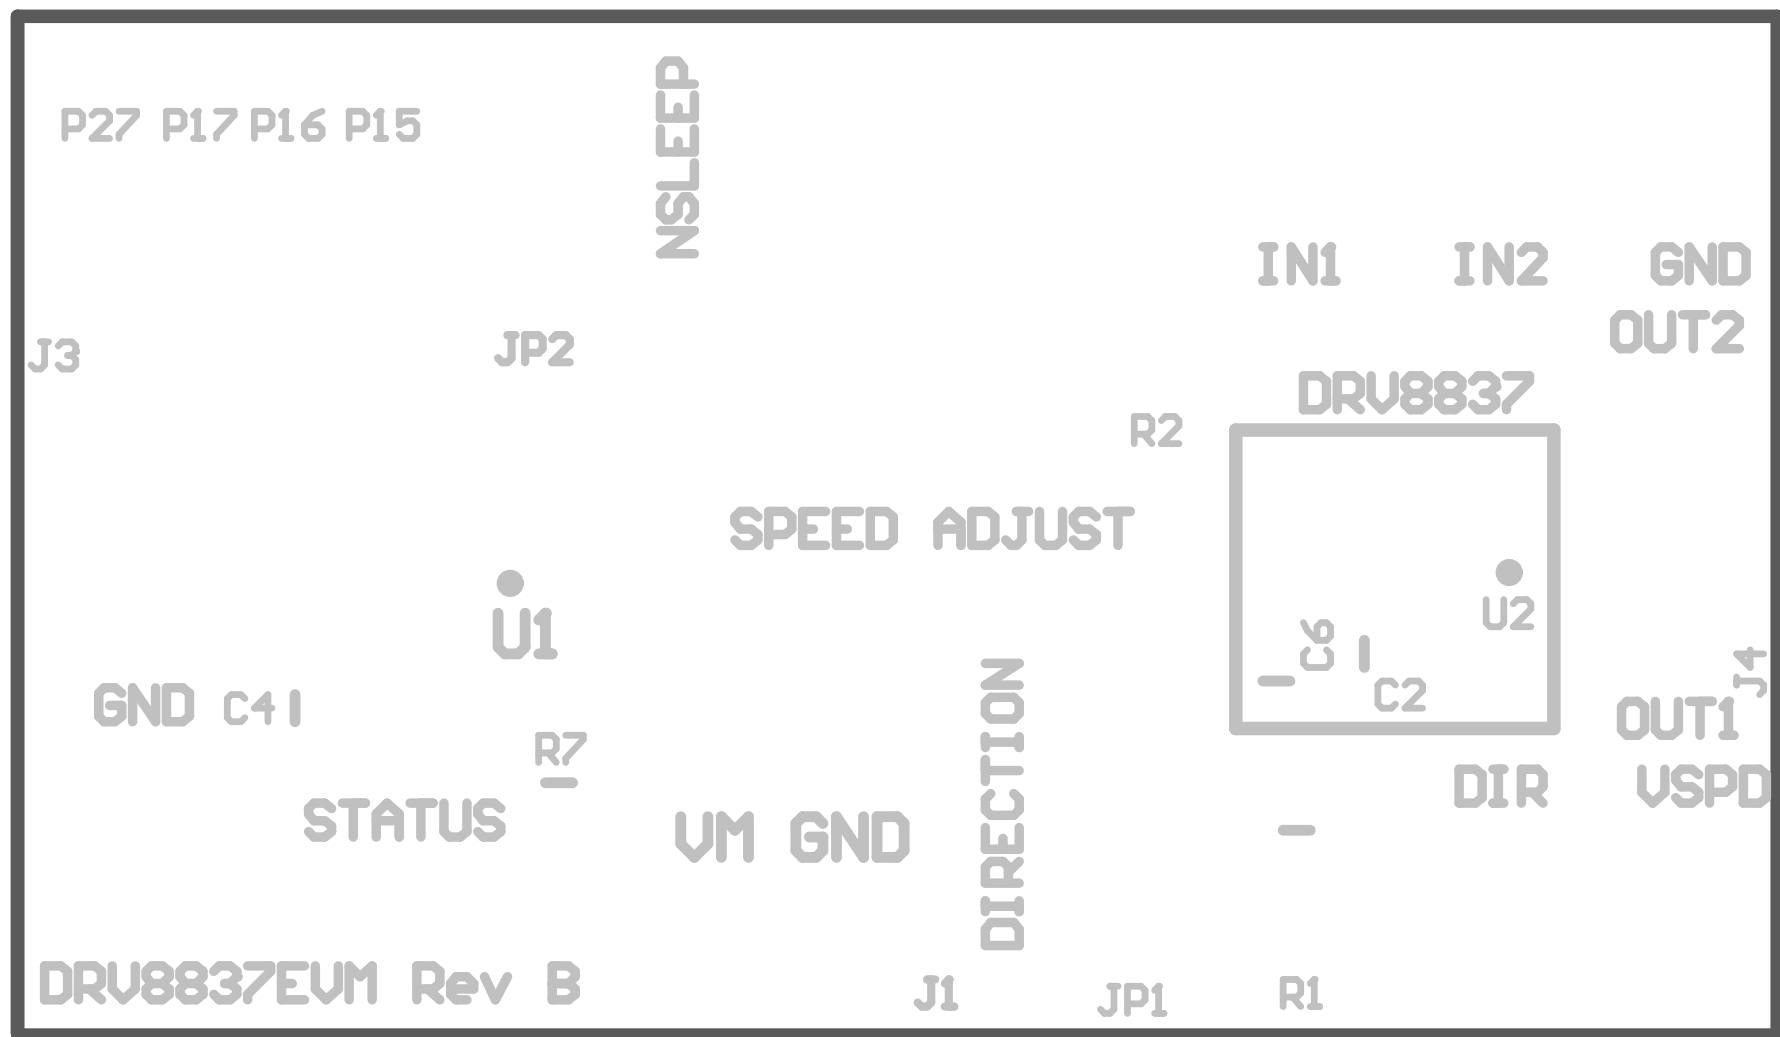 P27 P17 P16 P15
NSLEEP
IN1 IN2 GND
OUT2
J3
JP2
DRV8837
R2
SPEED ADJUST
U1
U2
C6
C2
J4
GND C4
OUT1
R7
DIR VSPD
STATUS
VM GND
DIRECTION
DRV8837EVM Rev B
J1
JP1
R1